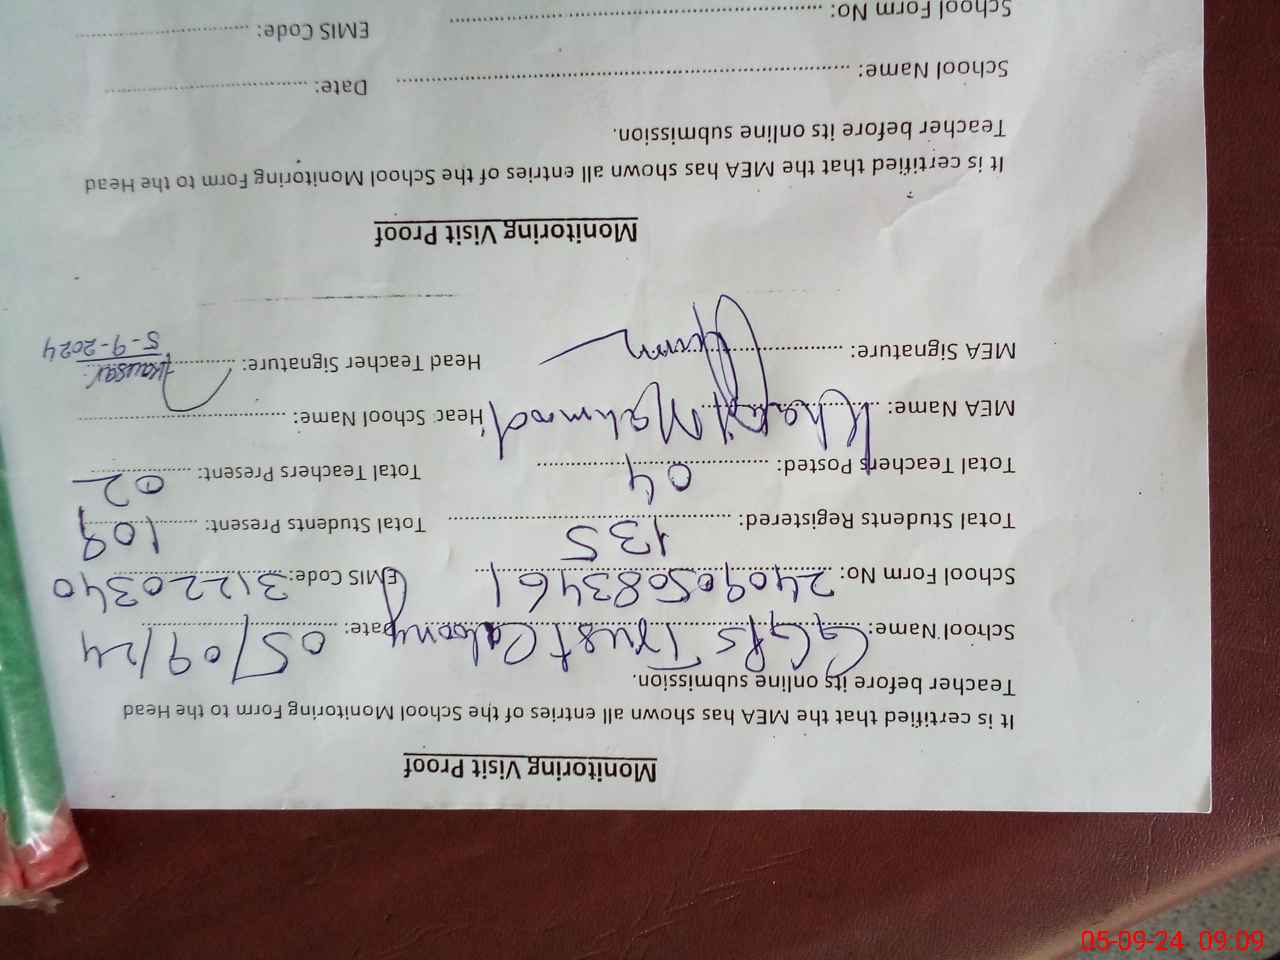 Monitoring Visit Proof
It is certified that the MEA has shown all entries of the School Monitoring Form to the Head
Teacher before its online submission.
School Name: GGPS Trust Caloony Date: 05/09/24
School Form No: 240905083461 EMIS Code: 31220340
Total Students Registered: 135 Total Students Present: 109
Total Teachers Posted: 04 Total Teachers Present: 02
MEA Name: Mahmood Head School Name:
MEA Signature: Head Teacher Signature: Kausar
5-9-2024
Monitoring Visit Proof
It is certified that the MEA has shown all entries of the School Monitoring Form to the Head
Teacher before its online submission.
School Name: Date:
School Form No: EMIS Code:
05-09-24 09:09